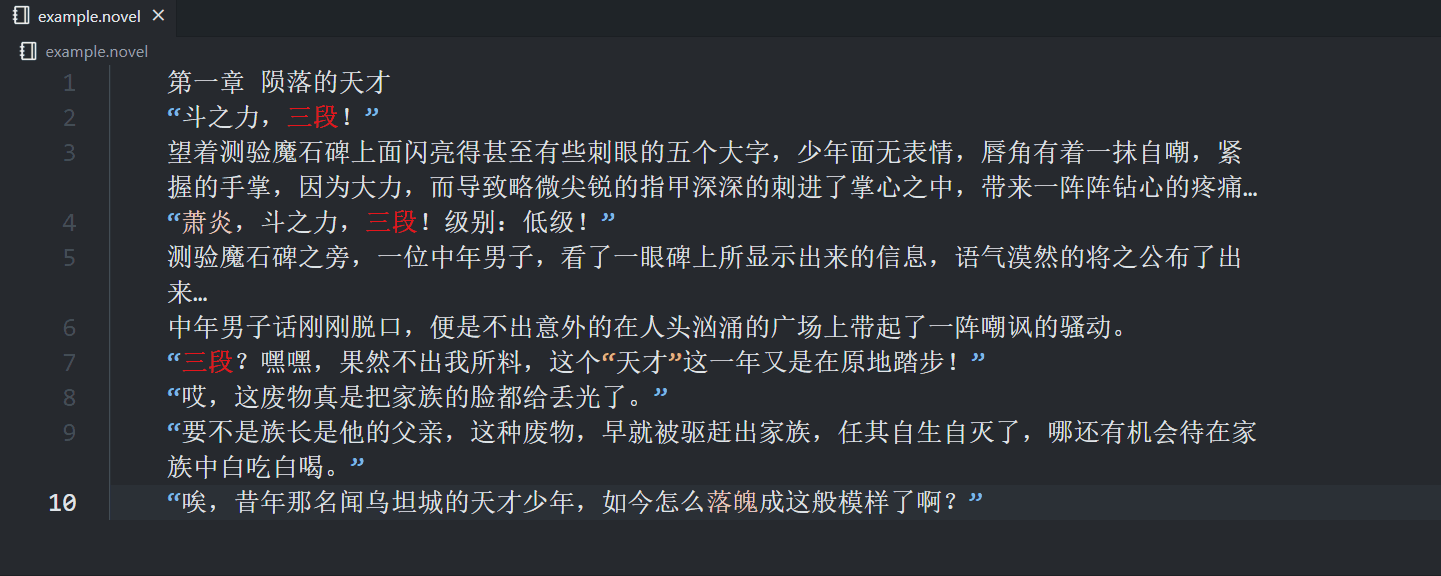 example.novel ×
example.novel
1 第一章 陨落的天才
2 “斗之力，三段！”
3 望着测验魔石碑上面闪亮得甚至有些刺眼的五个大字，少年面无表情，唇角有着一抹自嘲，紧
握的手掌，因为大力，而导致略微尖锐的指甲深深的刺进了掌心之中，带来一阵阵钻心的疼痛…
4 “萧炎，斗之力，三段！级别：低级！”
5 测验魔石碑之旁，一位中年男子，看了一眼碑上所显示出来的信息，语气漠然的将之公布了出
来…
6 中年男子话刚刚脱口，便是不出意外的在人头汹涌的广场上带起了一阵嘲讽的骚动。
7 “三段？嘿嘿，果然不出我所料，这个“天才”这一年又是在原地踏步！”
8 “哎，这废物真是把家族的脸都给丢光了。”
9 “要不是族长是他的父亲，这种废物，早就被驱赶出家族，任其自生自灭了，哪还有机会待在家
族中白吃白喝。”
10 “唉，昔年那名闻乌坦城的天才少年，如今怎么落魄成这般模样了啊？”